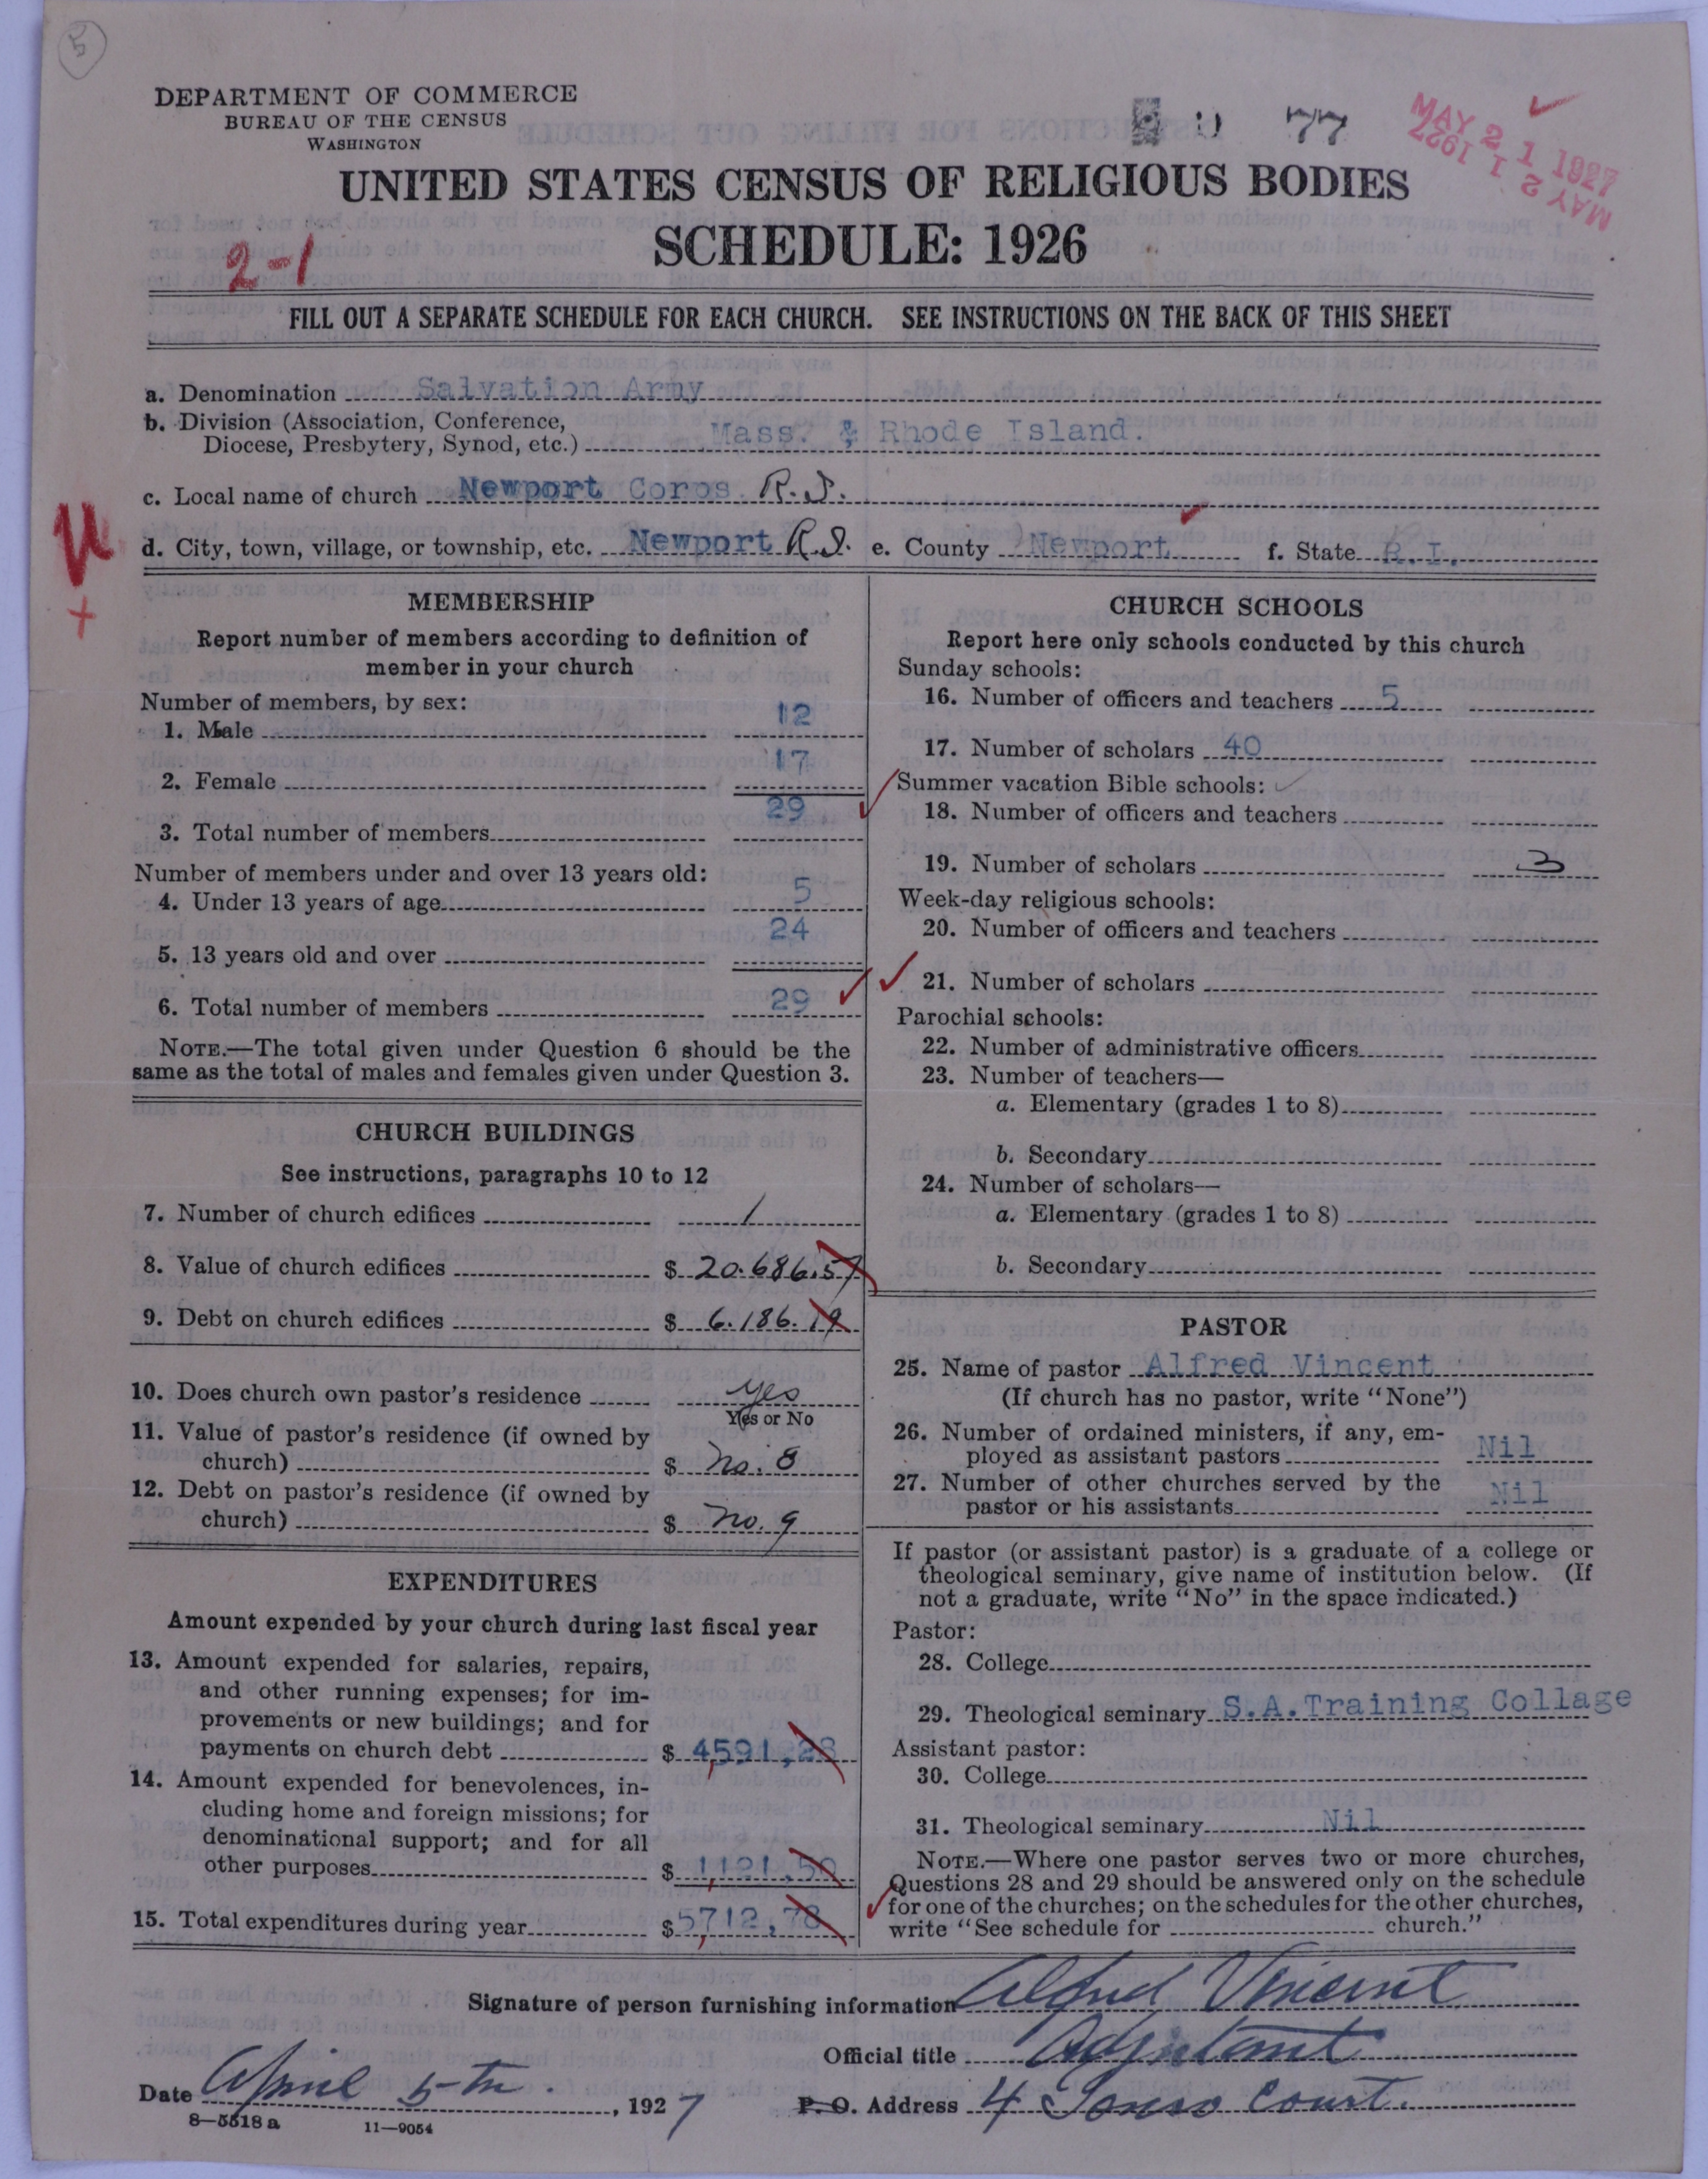 5
DEPARTMENT OF COMMERCE
BUREAU OF THE CENSUS
WASHINGTON
77
MAY 21 1927
MAY 21 1927
UNITED STATES CENSUS OF RELIGIOUS BODIES
SCHEDULE: 1926
2-1
FILL OUT A SEPARATE SCHEDULE FOR EACH CHURCH. SEE INSTRUCTIONS ON THE BACK OF THIS SHEET
a. Denomination Salvation Army
b. Division (Association, Conference,
Diocese, Presbytery, Synod, etc.) Mass. & Rhode Island.
c. Local name of church Newport Corps R.I.
d. City, town, village, or township, etc. Newport R.I. e. County Newport f. State R.I.
MEMBERSHIP
Report number of members according to definition of
member in your church
Number of members, by sex:
1. Male 12
2. Female 17
3. Total number of members 29
Number of members under and over 13 years old:
4. Under 13 years of age 5
5. 13 years old and over 24
6. Total number of members 29
NOTE.—The total given under Question 6 should be the
same as the total of males and females given under Question 3.
CHURCH BUILDINGS
See instructions, paragraphs 10 to 12
7. Number of church edifices 1
8. Value of church edifices $ 20.686.57
9. Debt on church edifices $ 6.186.19
10. Does church own pastor's residence yes
Yes or No
11. Value of pastor's residence (if owned by
church) $ No. 8
12. Debt on pastor's residence (if owned by
church) $ No. 9
EXPENDITURES
Amount expended by your church during last fiscal year
13. Amount expended for salaries, repairs,
and other running expenses; for im-
provements or new buildings; and for
payments on church debt $ 4,591,28
14. Amount expended for benevolences, in-
cluding home and foreign missions; for
denominational support; and for all
other purposes $ 1,121,50
15. Total expenditures during year $ 5,712,78
CHURCH SCHOOLS
Report here only schools conducted by this church
Sunday schools:
16. Number of officers and teachers 5
17. Number of scholars 40
Summer vacation Bible schools:
18. Number of officers and teachers
19. Number of scholars 3
Week-day religious schools:
20. Number of officers and teachers
21. Number of scholars
Parochial schools:
22. Number of administrative officers
23. Number of teachers—
a. Elementary (grades 1 to 8)
b. Secondary
24. Number of scholars—
a. Elementary (grades 1 to 8)
b. Secondary
PASTOR
25. Name of pastor Alfred Vincent
(If church has no pastor, write "None")
26. Number of ordained ministers, if any, em-
ployed as assistant pastors Nil
27. Number of other churches served by the
pastor or his assistants Nil
If pastor (or assistant pastor) is a graduate of a college or
theological seminary, give name of institution below. (If
not a graduate, write "No" in the space indicated.)
Pastor:
28. College
29. Theological seminary S.A.Training Collage
Assistant pastor:
30. College
31. Theological seminary Nil
NOTE.—Where one pastor serves two or more churches,
Questions 28 and 29 should be answered only on the schedule
for one of the churches; on the schedules for the other churches,
write "See schedule for church."
Signature of person furnishing information Alfred Vincent
Official title Adjutant
Date April 5th. , 1927 P. O. Address 4 Court.
8—5518 a 11—9054